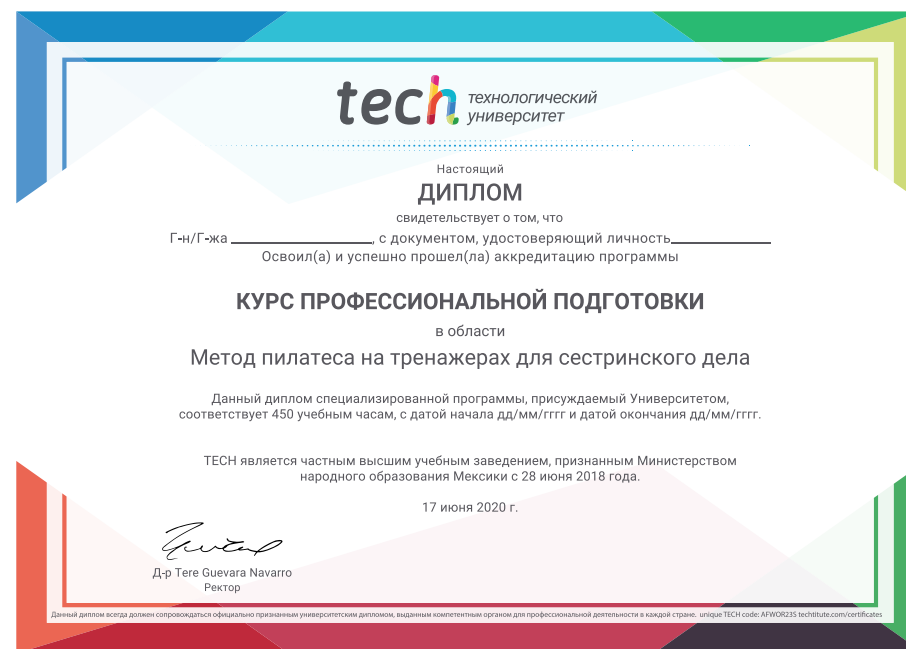 tech технологический
университет
Настоящий
ДИПЛОМ
свидетельствует о том, что
Г-н/Г-жа ____________________, с документом, удостоверяющий личность______________
Освоил(а) и успешно прошел(ла) аккредитацию программы
КУРС ПРОФЕССИОНАЛЬНОЙ ПОДГОТОВКИ
в области
Метод пилатеса на тренажерах для сестринского дела
Данный диплом специализированной программы, присуждаемый Университетом,
соответствует 450 учебным часам, с датой начала дд/мм/гггг и датой окончания дд/мм/гггг.
TECH является частным высшим учебным заведением, признанным Министерством
народного образования Мексики с 28 июня 2018 года.
17 июня 2020 г.
Д-р Tere Guevara Navarro
Ректор
Данный диплом всегда должен сопровождаться официально признанным университетским дипломом, выданным компетентным органом для профессиональной деятельности в каждой стране. unique TECH code: AFWOR23S techtitute.com/certificates